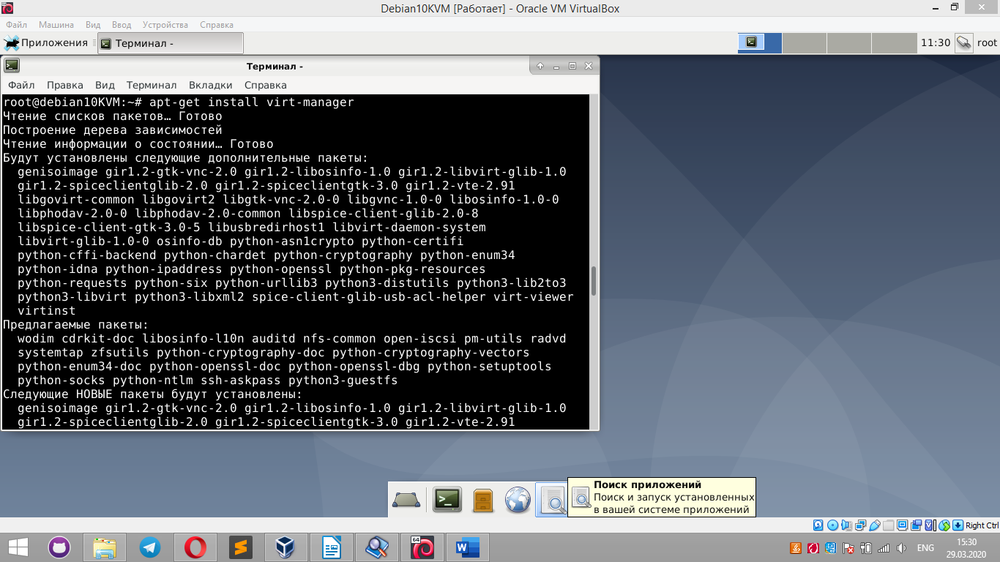 Debian10KVM [Работает] - Oracle VM VirtualBox
Файл Машина Вид Ввод Устройства Справка
Приложения Терминал - 11:30 root
Терминал -
Файл Правка Вид Терминал Вкладки Справка
root@debian10KVM:~# apt-get install virt-manager
Чтение списков пакетов… Готово
Построение дерева зависимостей
Чтение информации о состоянии… Готово
Будут установлены следующие дополнительные пакеты:
genisoimage gir1.2-gtk-vnc-2.0 gir1.2-libosinfo-1.0 gir1.2-libvirt-glib-1.0
gir1.2-spiceclientglib-2.0 gir1.2-spiceclientgtk-3.0 gir1.2-vte-2.91
libgovirt-common libgovirt2 libgtk-vnc-2.0-0 libgvnc-1.0-0 libosinfo-1.0-0
libphodav-2.0-0 libphodav-2.0-common libspice-client-glib-2.0-8
libspice-client-gtk-3.0-5 libusbredirhost1 libvirt-daemon-system
libvirt-glib-1.0-0 osinfo-db python-asn1crypto python-certifi
python-cffi-backend python-chardet python-cryptography python-enum34
python-idna python-ipaddress python-openssl python-pkg-resources
python-requests python-six python-urllib3 python3-distutils python3-lib2to3
python3-libvirt python3-libxml2 spice-client-glib-usb-acl-helper virt-viewer
virtinst
Предлагаемые пакеты:
wodim cdrkit-doc libosinfo-l10n auditd nfs-common open-iscsi pm-utils radvd
systemtap zfsutils python-cryptography-doc python-cryptography-vectors
python-enum34-doc python-openssl-doc python-openssl-dbg python-setuptools
python-socks python-ntlm ssh-askpass python3-guestfs
Следующие НОВЫЕ пакеты будут установлены:
genisoimage gir1.2-gtk-vnc-2.0 gir1.2-libosinfo-1.0 gir1.2-libvirt-glib-1.0
gir1.2-spiceclientglib-2.0 gir1.2-spiceclientgtk-3.0 gir1.2-vte-2.91
Поиск приложений
Поиск и запуск установленных
в вашей системе приложений
Right Ctrl
64
ENG 15:30
29.03.2020